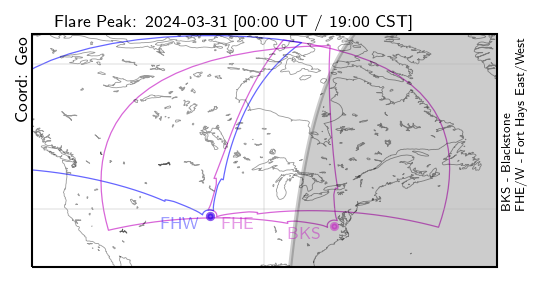 Flare Peak: 2024-03-31 [00:00 UT / 19:00 CST]
Coord: Geo
FHW
FHE
BKS
BKS - Blackstone
FHE/W - Fort Hays East/West